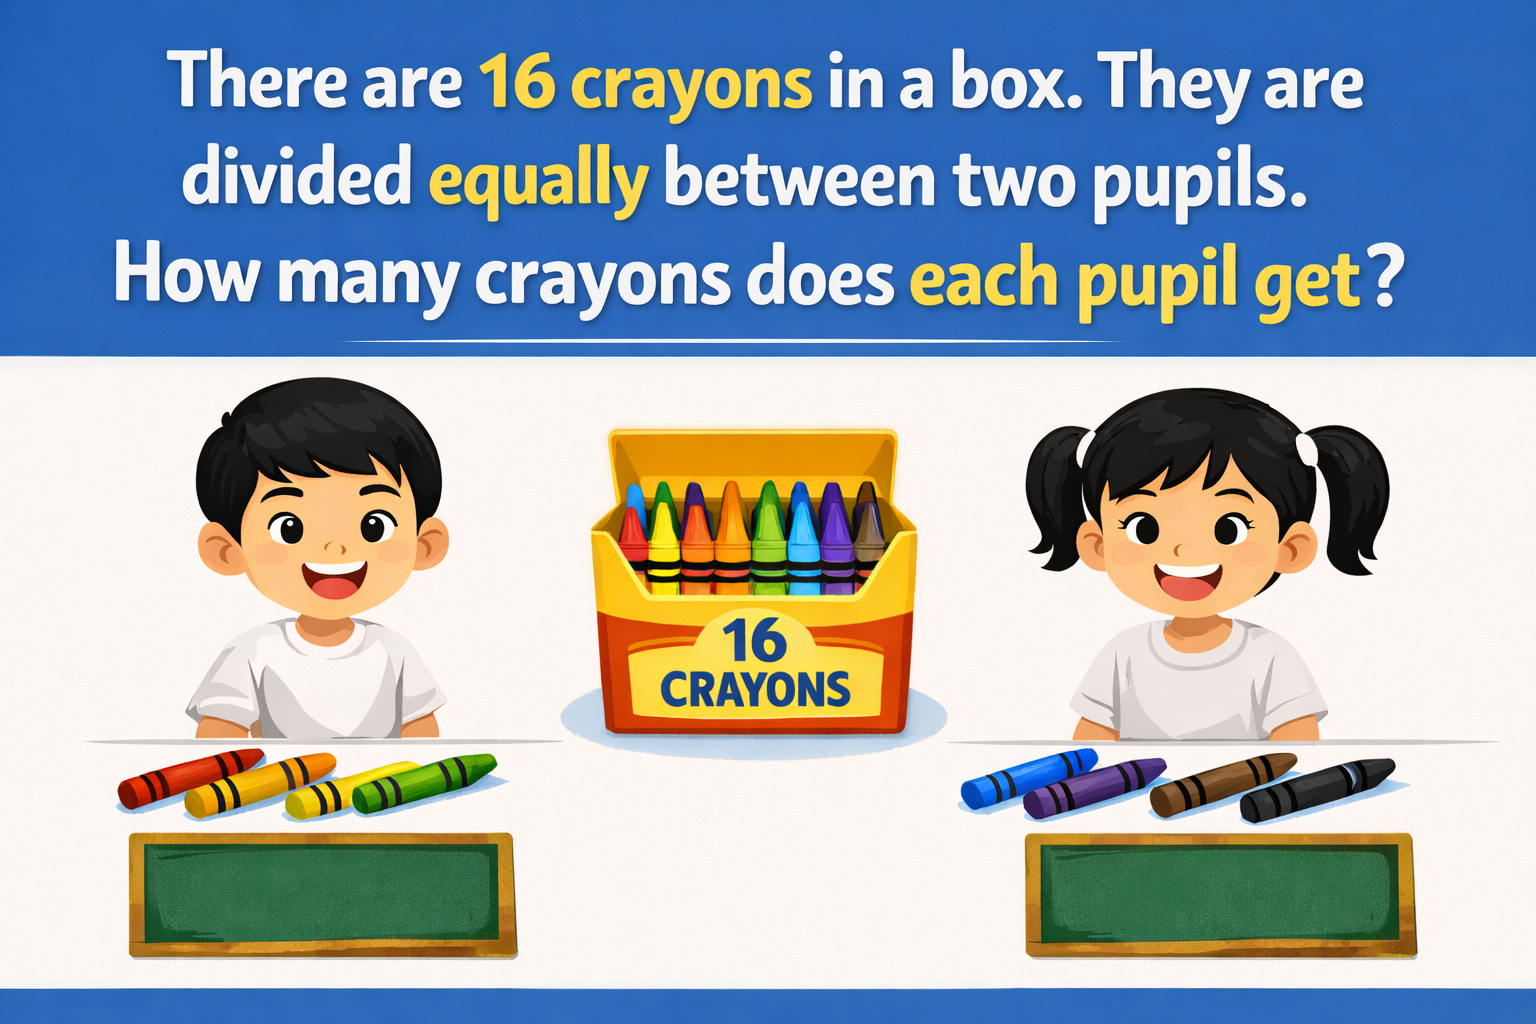 There are 16 crayons in a box. They are
divided equally between two pupils.
How many crayons does each pupil get?
16
CRAYONS